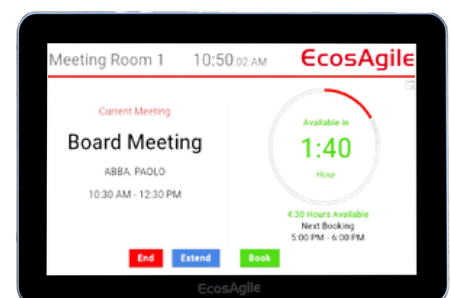 Meeting Room 1
10:50:02 AM
EcosAgile
Current Meeting
Board Meeting
ABBA, PAOLO
10:30 AM - 12:30 PM
Available in
1:40
Hour
4:30 Hours Available
Next Booking
5:00 PM - 6:00 PM
End
Extend
Book
EcosAgile